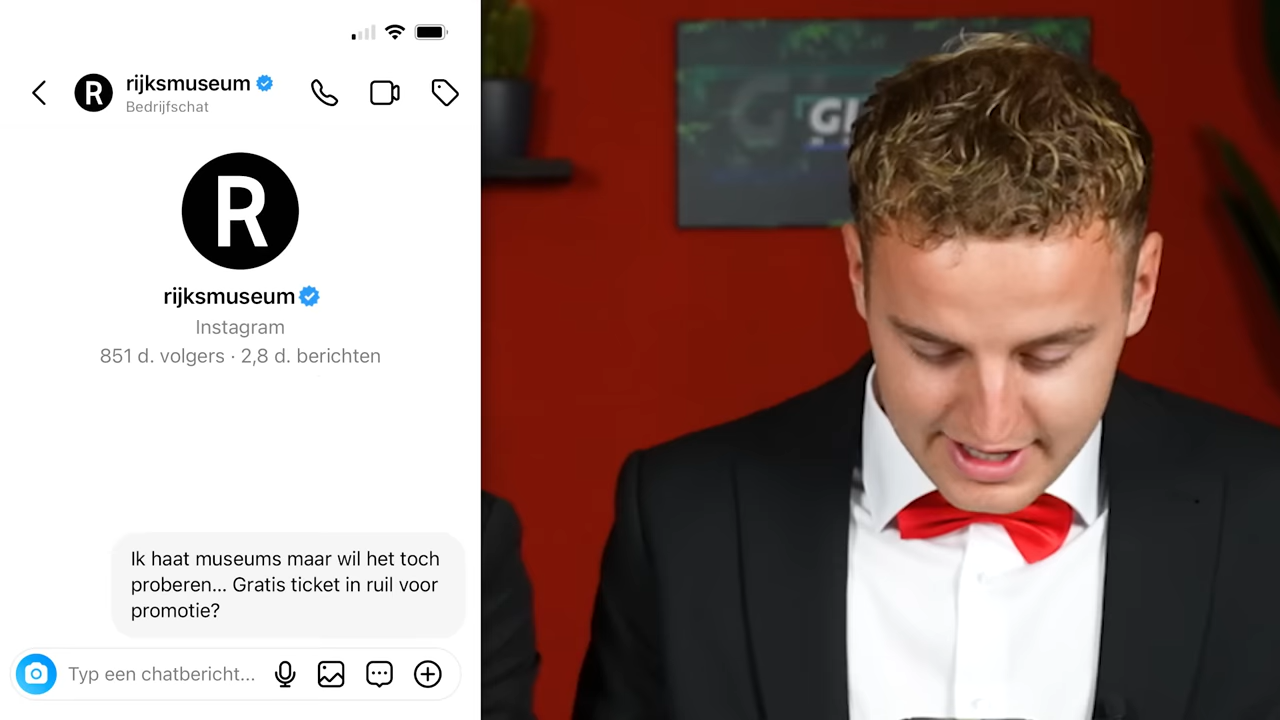 rijksmuseum
Bedrijfschat
R
R
rijksmuseum
Instagram
851 d. volgers · 2,8 d. berichten
Ik haat museums maar wil het toch
proberen... Gratis ticket in ruil voor
promotie?
Typ een chatbericht...